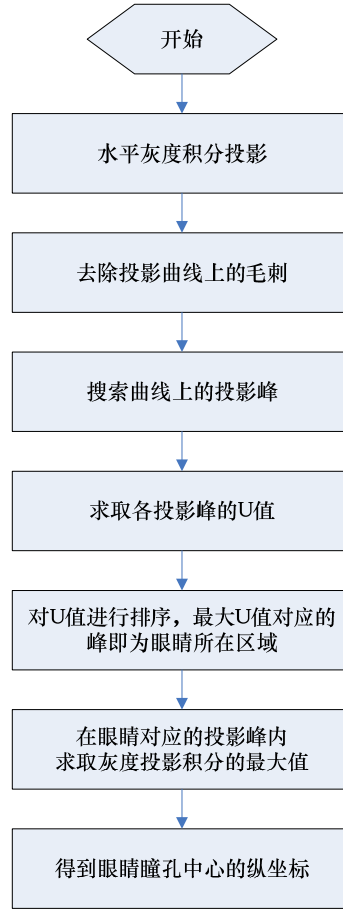 开始
水平灰度积分投影
去除投影曲线上的毛刺
搜索曲线上的投影峰
求取各投影峰的U值
对U值进行排序，最大U值对应的
峰即为眼睛所在区域
在眼睛对应的投影峰内
求取灰度投影积分的最大值
得到眼睛瞳孔中心的纵坐标